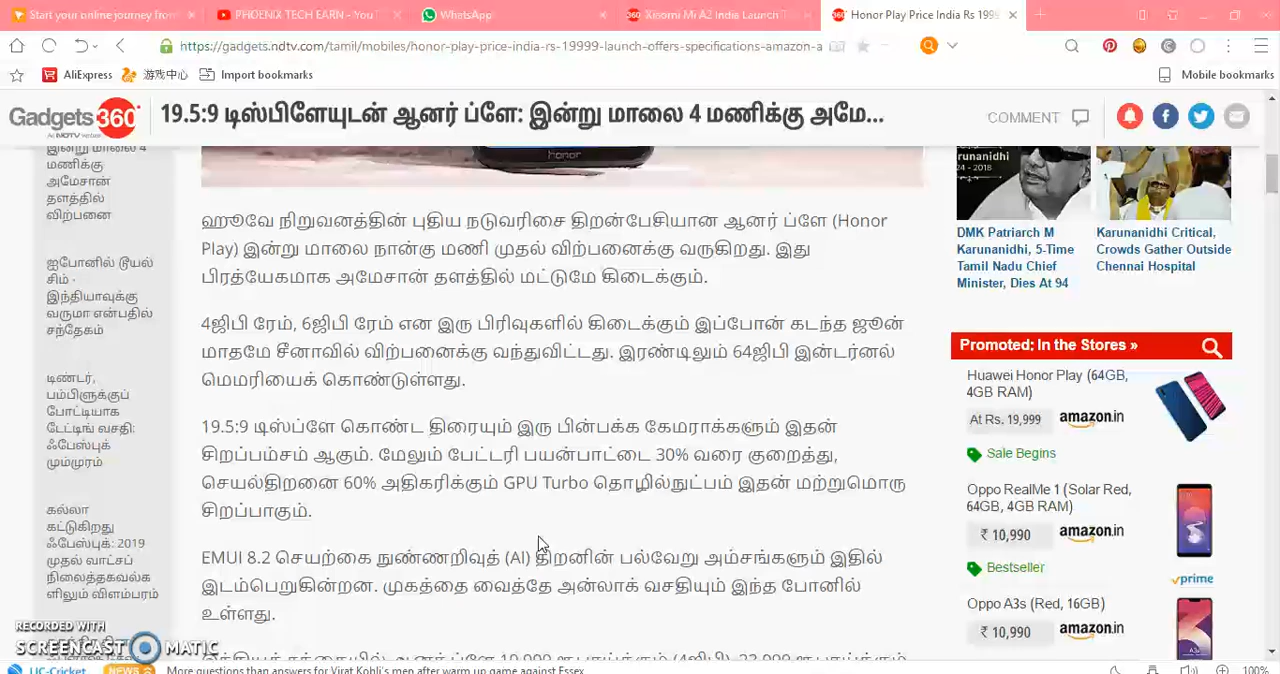 Start your online journey from
PHOENIX TECH EARN - YouT
WhatsApp
Xiaomi Mi A2 India Launch T
Honor Play Price India Rs 1999
https://gadgets.ndtv.com/tamil/mobiles/honor-play-price-india-rs-19999-launch-offers-specifications-amazon-a
AliExpress
游戏中心
Import bookmarks
Mobile bookmarks
Gadgets 360
An NDTV venture
19.5:9 டிஸ்பிளேயுடன் ஆனர் ப்ளே: இன்று மாலை 4 மணிக்கு அமே...
COMMENT
இன்று மாலை 4
மணிக்கு
அமேசான்
தளத்தில்
விற்பனை
ஐபோனில் டூயல்
சிம் -
இந்தியாவுக்கு
வருமா என்பதில்
சந்தேகம்
டிண்டர்,
பம்பிளுக்குப்
போட்டியாக
டேட்டிங் வசதி:
ஃபேஸ்புக்
மும்முரம்
கல்லா
கட்டுகிறது
ஃபேஸ்புக்: 2019
முதல் வாட்சப்
நிலைத்தகவல்க
ளிலும் விளம்பரம்
honor
ஹூவே நிறுவனத்தின் புதிய நடுவரிசை திறன்பேசியான ஆனர் ப்ளே (Honor
Play) இன்று மாலை நான்கு மணி முதல் விற்பனைக்கு வருகிறது. இது
பிரத்யேகமாக அமேசான் தளத்தில் மட்டுமே கிடைக்கும்.
4ஜிபி ரேம், 6ஜிபி ரேம் என இரு பிரிவுகளில் கிடைக்கும் இப்போன் கடந்த ஜூன்
மாதமே சீனாவில் விற்பனைக்கு வந்துவிட்டது. இரண்டிலும் 64ஜிபி இன்டர்னல்
மெமரியைக் கொண்டுள்ளது.
19.5:9 டிஸ்ப்ளே கொண்ட திரையும் இரு பின்பக்க கேமராக்களும் இதன்
சிறப்பம்சம் ஆகும். மேலும் பேட்டரி பயன்பாட்டை 30% வரை குறைத்து,
செயல்திறனை 60% அதிகரிக்கும் GPU Turbo தொழில்நுட்பம் இதன் மற்றுமொரு
சிறப்பாகும்.
EMUI 8.2 செயற்கை நுண்ணறிவுத் (AI) திறனின் பல்வேறு அம்சங்களும் இதில்
இடம்பெறுகின்றன. முகத்தை வைத்தே அன்லாக் வசதியும் இந்த போனில்
உள்ளது.
DMK Patriarch M
Karunanidhi, 5-Time
Tamil Nadu Chief
Minister, Dies At 94
Karunanidhi Critical,
Crowds Gather Outside
Chennai Hospital
Promoted: In the Stores »
Huawei Honor Play (64GB,
4GB RAM)
At Rs. 19,999
amazon.in
Sale Begins
Oppo RealMe 1 (Solar Red,
64GB, 4GB RAM)
₹ 10,990
amazon.in
Bestseller
prime
Oppo A3s (Red, 16GB)
₹ 10,990
amazon.in
RECORDED WITH
SCREENCAST MATIC
UC-Cricket
NEWS
More questions than answers for Virat Kohli's men after warm up game against Essex
100%